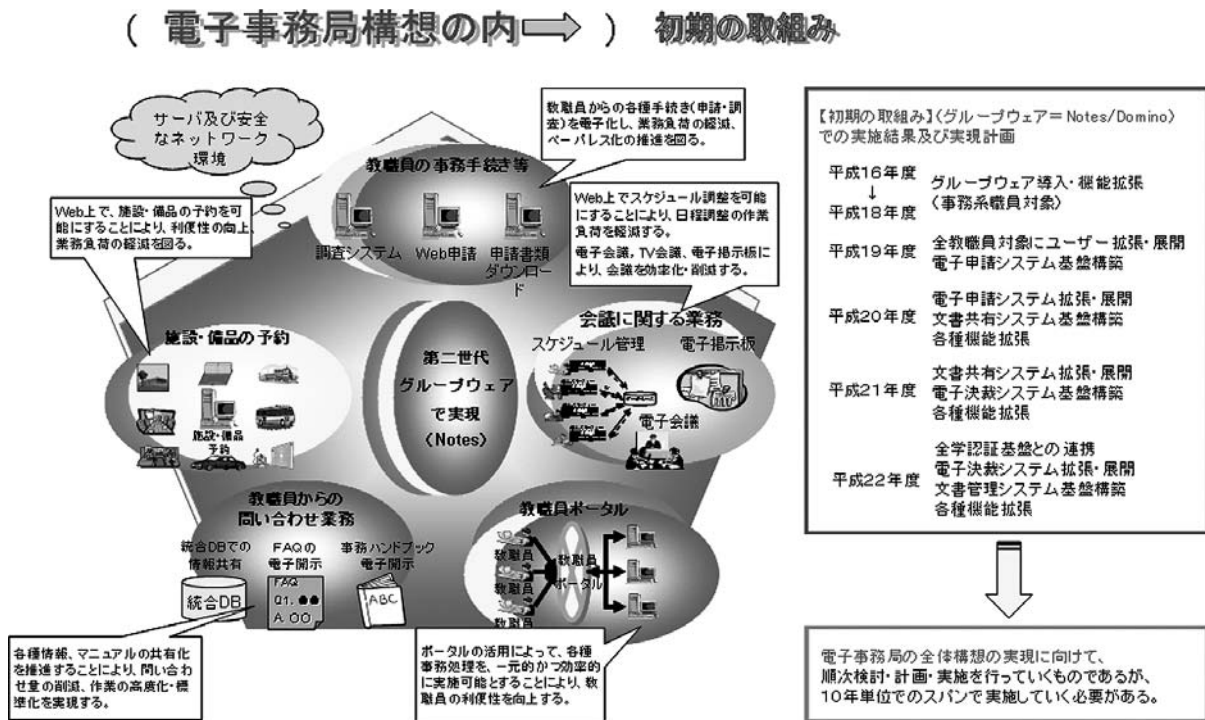 ( 電子事務局構想の内⇒ ) 初期の取組み
サーバ及び安全
なネットワーク
環境
教職員からの各種手続き(申請・調
査)を電子化し、業務負荷の軽減、
ペーパレス化の推進を図る。
教職員の事務手続き等
調査システム
Web申請
申請書類
ダウンロー
ド
Web上で、施設・備品の予約を可
能にすることにより、利便性の向上、
業務負荷の軽減を図る。
Web上でスケジュール調整を可能
にすることにより、日程調整の作業
負荷を軽減する。
電子会議，TV会議、電子掲示板に
より、会議を効率化・削減する。
施設・備品の予約
施設・備品
予約
第二世代
グループウェア
で実現
〈Notes〉
会議に関する業務
スケジュール管理
電子掲示板
電子会議
教職員からの
問い合わせ業務
統合DBでの
情報共有
FAQの
電子開示
事務ハンドブック
電子開示
統合DB
FAQ
Q1. ●●
A. ○○
ABC
教職員ポータル
教職員
教職員
教職員
教職員
ポータル
各種情報、マニュアルの共有化
を推進することにより、問い合わ
せ量の削減、作業の高度化・標
準化を実現する。
ポータルの活用によって、各種
事務処理を、一元的かつ効率的
に実施可能とすることにより、教
職員の利便性を向上する。
【初期の取組み】〈グループウェア＝Notes/Domino〉
での実施結果及び実現計画
平成16年度
↓
平成18年度
グループウェア導入・機能拡張
〈事務系職員対象〉
平成19年度
全教職員対象にユーザー拡張・展開
電子申請システム基盤構築
平成20年度
電子申請システム拡張・展開
文書共有システム基盤構築
各種機能拡張
平成21年度
文書共有システム拡張・展開
電子決裁システム基盤構築
各種機能拡張
平成22年度
全学認証基盤との連携
電子決裁システム拡張・展開
文書管理システム基盤構築
各種機能拡張
電子事務局の全体構想の実現に向けて、
順次検討・計画・実施を行っていくものであるが、
10年単位でのスパンで実施していく必要がある。